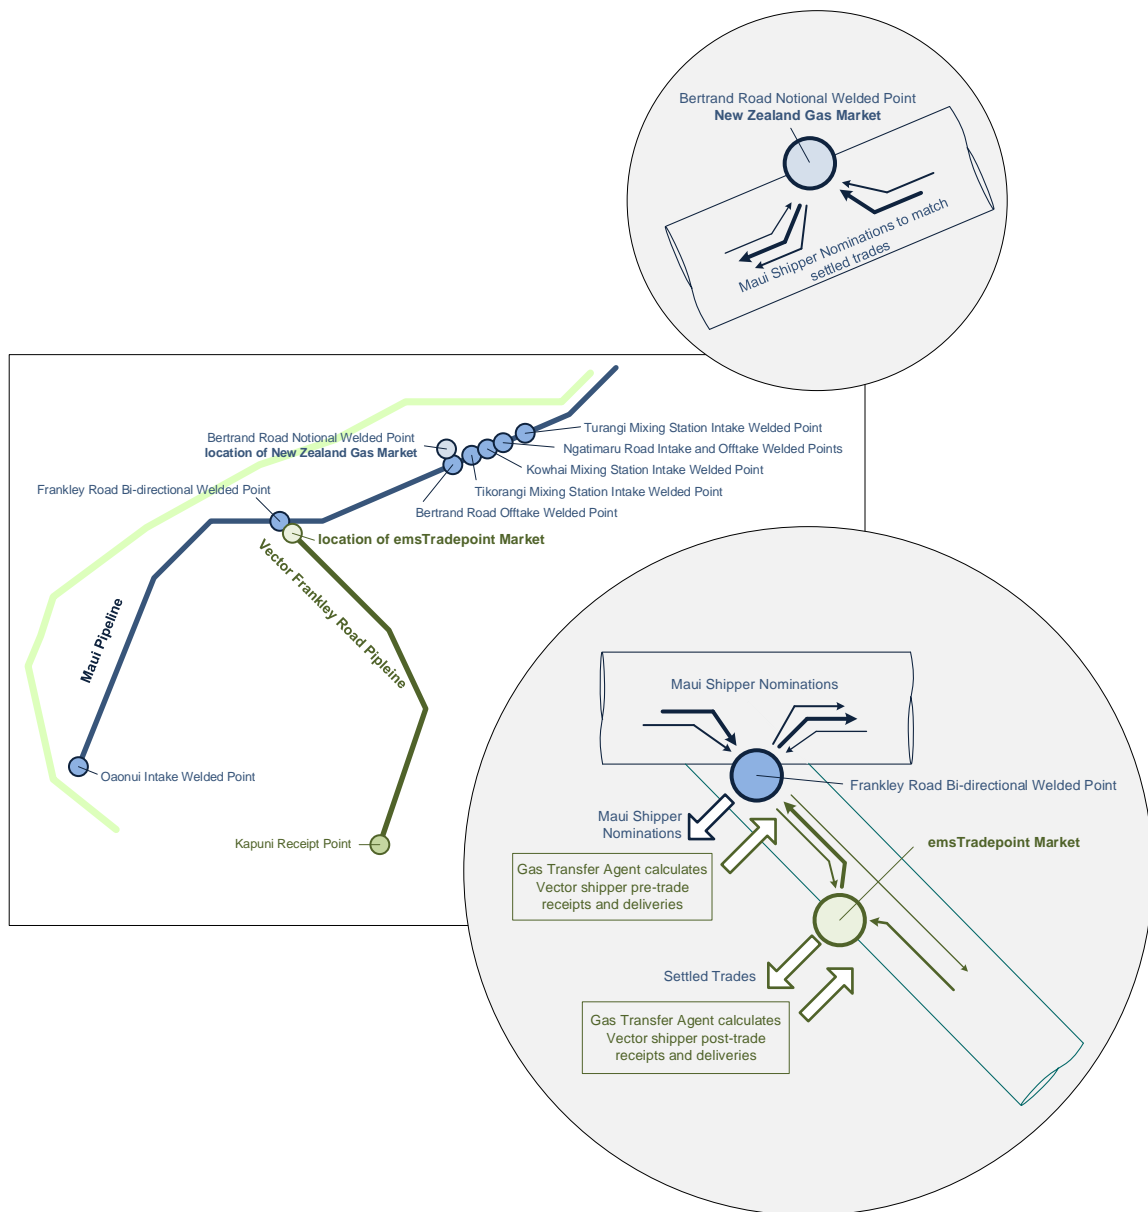 Bertrand Road Notional Welded Point
New Zealand Gas Market
Maui Shipper Nominations to match
settled trades
Turangi Mixing Station Intake Welded Point
Bertrand Road Notional Welded Point
location of New Zealand Gas Market
Ngatimaru Road Intake and Offtake Welded Points
Kowhai Mixing Station Intake Welded Point
Frankley Road Bi-directional Welded Point
Tikorangi Mixing Station Intake Welded Point
Bertrand Road Offtake Welded Point
location of emsTradepoint Market
Vector Frankley Road Pipleine
Maui Pipeline
Oaonui Intake Welded Point
Kapuni Receipt Point
Maui Shipper Nominations
Frankley Road Bi-directional Welded Point
Maui Shipper
Nominations
emsTradepoint Market
Gas Transfer Agent calculates
Vector shipper pre-trade
receipts and deliveries
Settled Trades
Gas Transfer Agent calculates
Vector shipper post-trade
receipts and deliveries